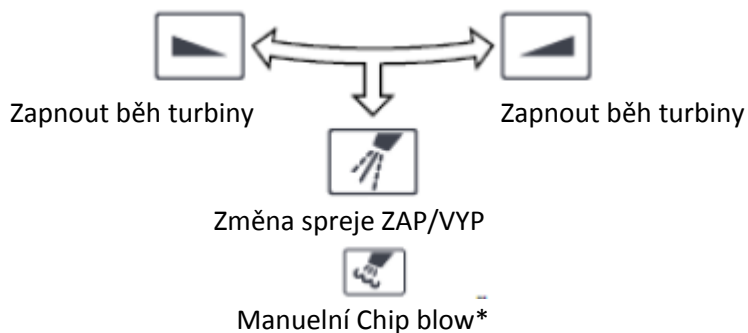 Zapnout běh turbiny Zapnout běh turbiny
Změna spreje ZAP/VYP
Manuelní Chip blow*